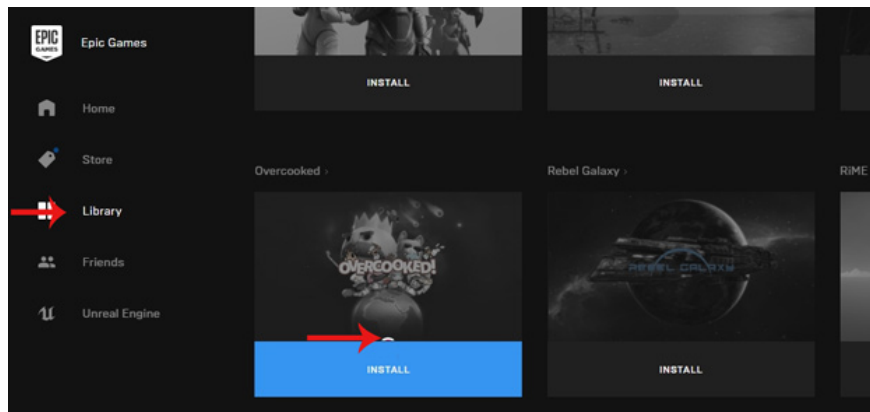 EPIC
GAMES
Epic Games
Home
Store
Library
Friends
Unreal Engine
INSTALL
INSTALL
Overcooked ›
Rebel Galaxy ›
RiME
OVERCOOKED!
REBEL GALAXY
INSTALL
INSTALL